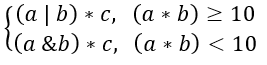 (a | b) * c, (a * b) ≥ 10
(a & b) * c, (a * b) < 10